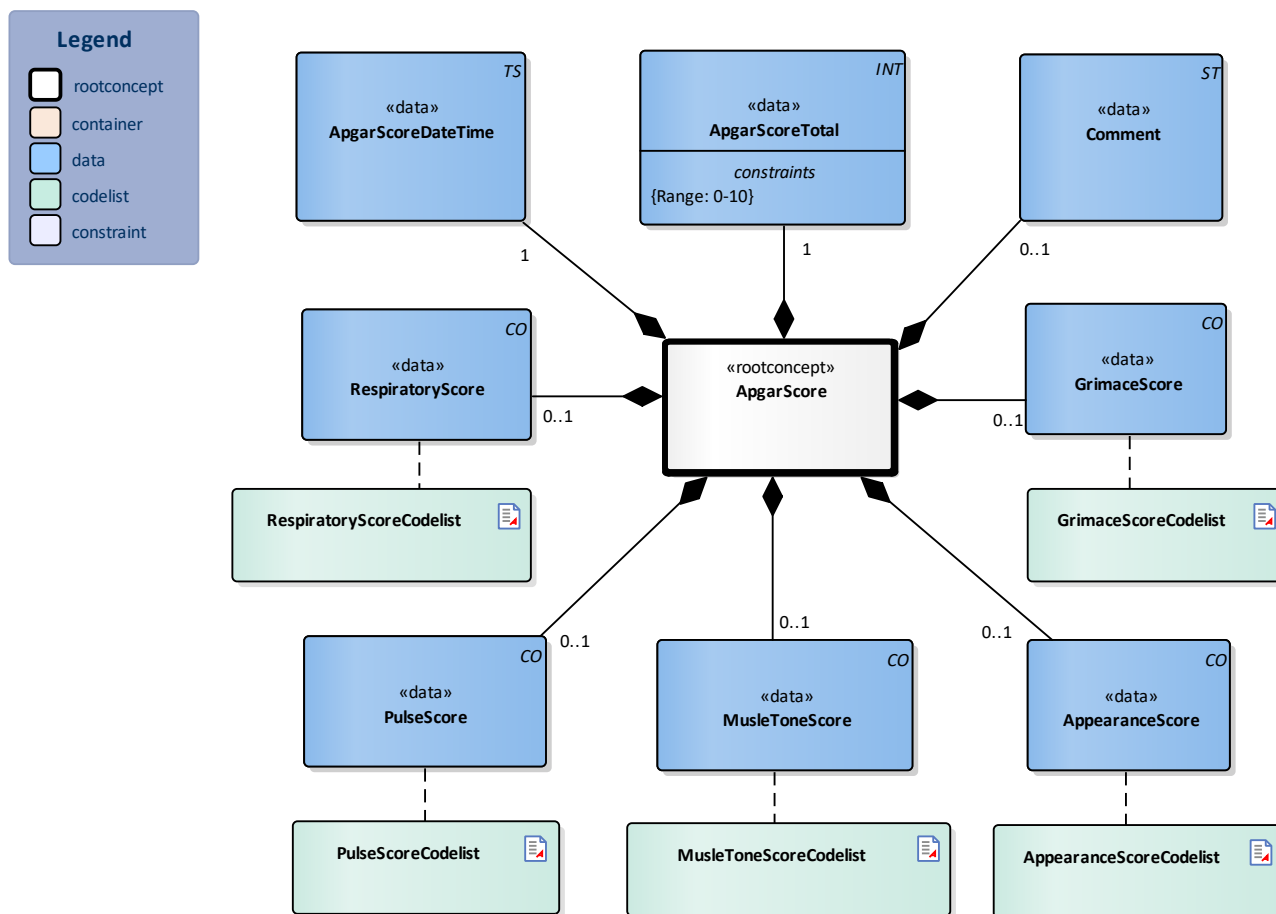 Legend
rootconcept
container
data
codelist
constraint
TS
«data»
ApgarScoreDateTime
INT
«data»
ApgarScoreTotal
constraints
{Range: 0-10}
ST
«data»
Comment
1
1
0..1
CO
«data»
RespiratoryScore
0..1
«rootconcept»
ApgarScore
CO
«data»
GrimaceScore
0..1
RespiratoryScoreCodelist
GrimaceScoreCodelist
0..1
0..1
0..1
CO
«data»
PulseScore
CO
«data»
MusleToneScore
CO
«data»
AppearanceScore
PulseScoreCodelist
MusleToneScoreCodelist
AppearanceScoreCodelist